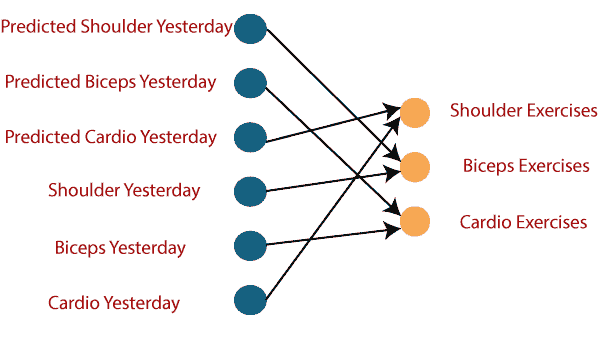 Predicted Shoulder Yesterday
Predicted Biceps Yesterday
Predicted Cardio Yesterday
Shoulder Yesterday
Biceps Yesterday
Cardio Yesterday
Shoulder Exercises
Biceps Exercises
Cardio Exercises